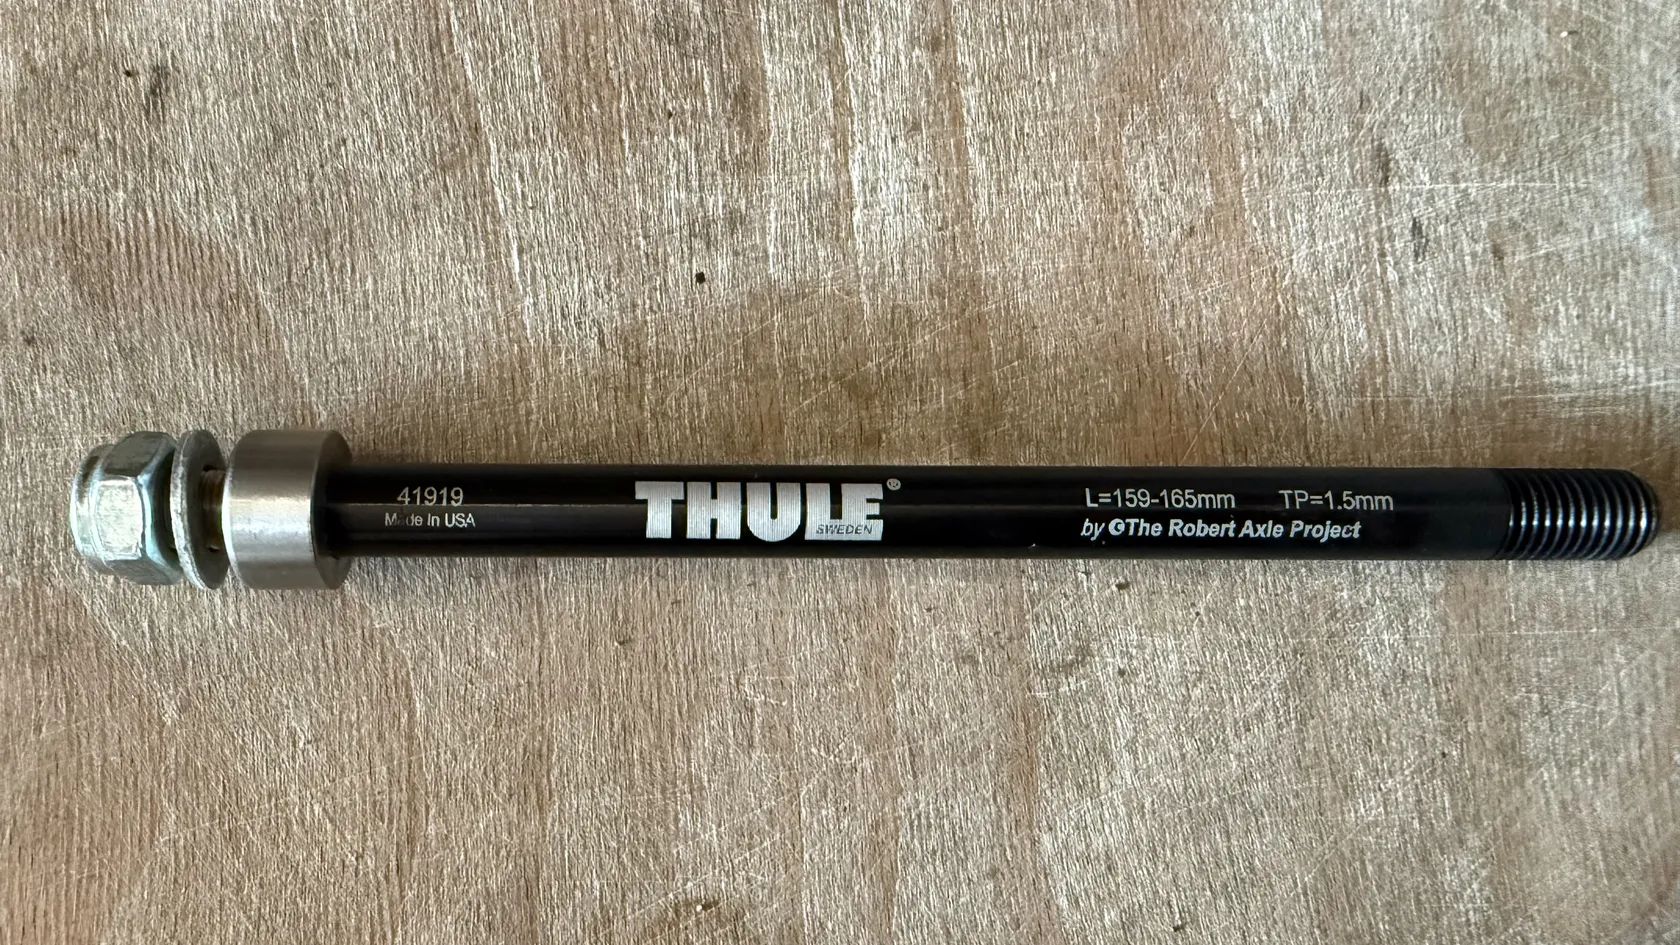 41919
Made In USA
THULE®
SWEDEN
L=159-165mm TP=1.5mm
by The Robert Axle Project